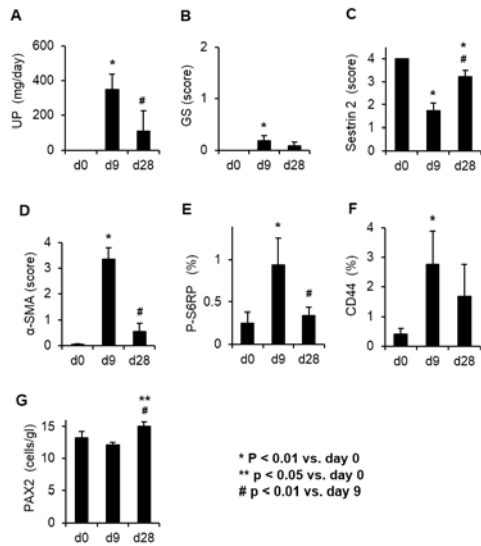 A
UP (mg/day)
600
400
200
0
*
#
d0 d9 d28
B
GS (score)
2
1
0
*
d0 d9 d28
C
Sestrin 2 (score)
5
4
3
2
1
0
*
*
#
d0 d9 d28
D
α-SMA (score)
4
3
2
1
0
*
#
d0 d9 d28
E
P-S6RP (%)
1
0.5
0
*
#
d0 d9 d28
F
CD44 (%)
4
3
2
1
0
*
d0 d9 d28
G
PAX2 (cells/gl)
15
10
5
0
**
#
d0 d9 d28
* P < 0.01 vs. day 0
** p < 0.05 vs. day 0
# p < 0.01 vs. day 9